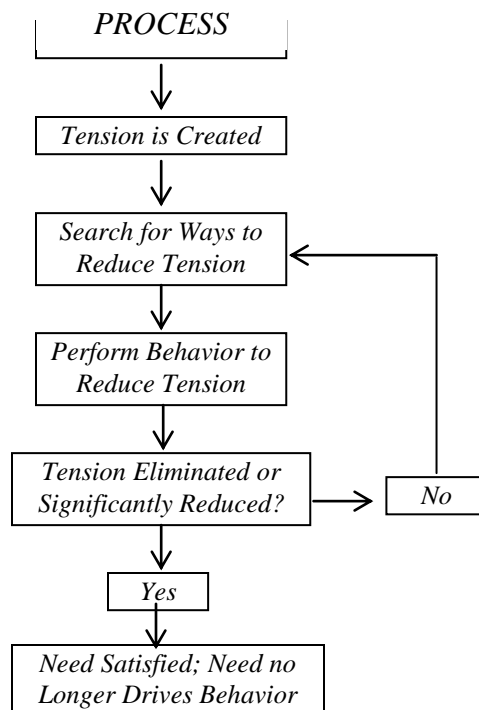 PROCESS
Tension is Created
Search for Ways to
Reduce Tension
Perform Behavior to
Reduce Tension
Tension Eliminated or
Significantly Reduced?
No
Yes
Need Satisfied; Need no
Longer Drives Behavior